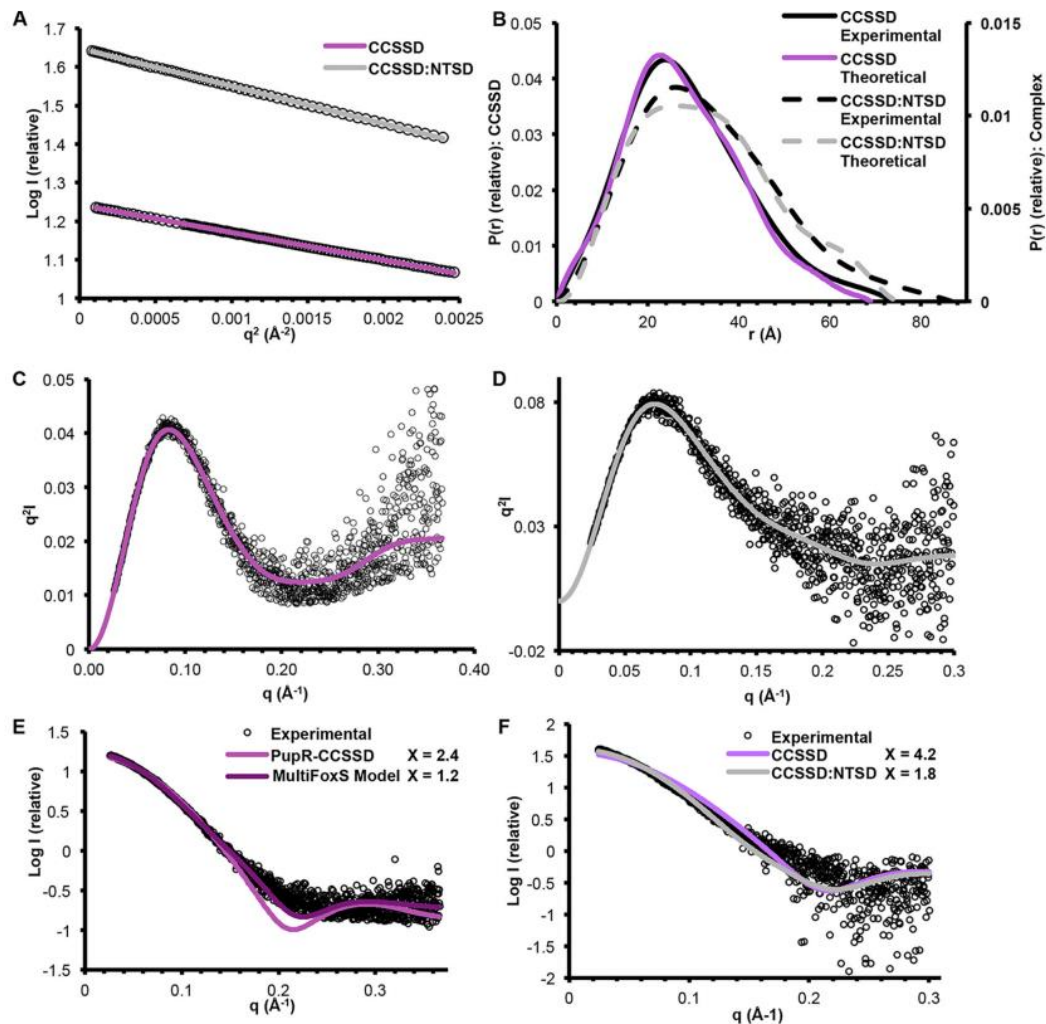 A
1.7
1.6
1.5
1.4
1.3
1.2
1.1
1
Log I (relative)
CCSSD
CCSSD:NTSD
0 0.0005 0.001 0.0015 0.002 0.0025
q² (Å⁻²)
B
0.05
0.04
0.03
0.02
0.01
0
P(r) (relative): CCSSD
CCSSD
Experimental
CCSSD
Theoretical
CCSSD:NTSD
Experimental
CCSSD:NTSD
Theoretical
0.015
0.01
0.005
0
P(r) (relative): Complex
0 20 40 60 80
r (Å)
C
0.05
0.04
0.03
0.02
0.01
0
q²I
0.00 0.10 0.20 0.30 0.40
q (Å⁻¹)
D
0.08
0.03
-0.02
q²I
0 0.05 0.1 0.15 0.2 0.25 0.3
q (Å⁻¹)
E
1.5
1
0.5
0
-0.5
-1
-1.5
Log I (relative)
Experimental
PupR-CCSSD X = 2.4
MultiFoxS Model X = 1.2
0 0.1 0.2 0.3
q (Å⁻¹)
F
2
1.5
1
0.5
0
-0.5
-1
-1.5
-2
Log I (relative)
Experimental
CCSSD X = 4.2
CCSSD:NTSD X = 1.8
0 0.1 0.2 0.3
q (Å-1)